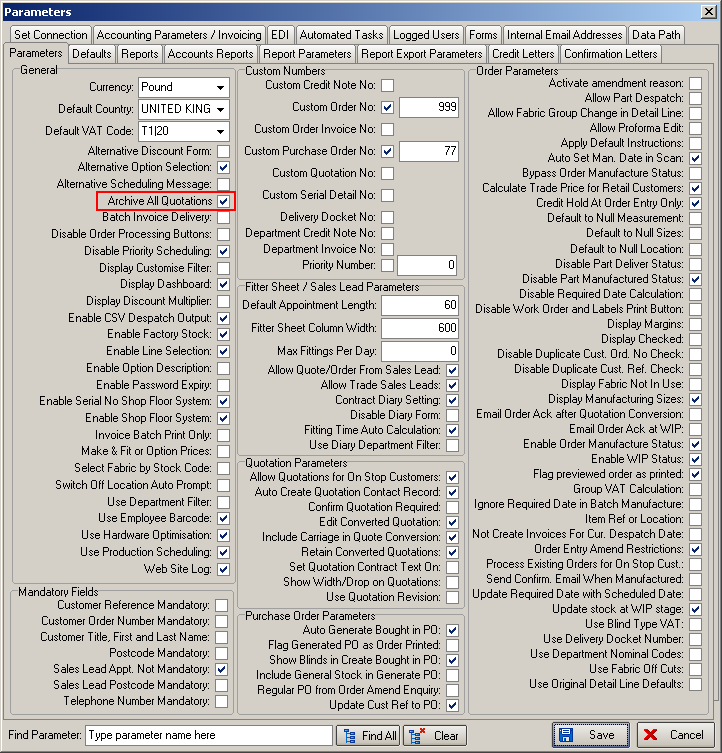 Parameters
Set Connection Accounting Parameters / Invoicing EDI Automated Tasks Logged Users Forms Internal Email Addresses Data Path
Parameters Defaults Reports Accounts Reports Report Parameters Report Export Parameters Credit Letters Confirmation Letters
General
Currency: Pound
Default Country: UNITED KING
Default VAT Code: T1|20
Alternative Discount Form:
Alternative Option Selection:
Alternative Scheduling Message:
Archive All Quotations
Batch Invoice Delivery:
Disable Order Processing Buttons:
Disable Priority Scheduling:
Display Customise Filter:
Display Dashboard:
Display Discount Multiplier:
Enable CSV Despatch Output:
Enable Factory Stock:
Enable Line Selection:
Enable Option Description:
Enable Password Expiry:
Enable Serial No Shop Floor System:
Enable Shop Floor System:
Invoice Batch Print Only:
Make & Fit or Option Prices:
Select Fabric by Stock Code:
Switch Off Location Auto Prompt:
Use Department Filter:
Use Employee Barcode:
Use Hardware Optimisation:
Use Production Scheduling:
Web Site Log:
Mandatory Fields
Customer Reference Mandatory:
Customer Order Number Mandatory:
Customer Title, First and Last Name:
Postcode Mandatory:
Sales Lead Appt. Not Mandatory:
Sales Lead Postcode Mandatory:
Telephone Number Mandatory:
Custom Numbers
Custom Credit Note No:
Custom Order No: 999
Custom Order Invoice No:
Custom Purchase Order No: 77
Custom Quotation No:
Custom Serial Detail No:
Delivery Docket No:
Department Credit Note No:
Department Invoice No:
Priority Number: 0
Fitter Sheet / Sales Lead Parameters
Default Appointment Length: 60
Fitter Sheet Column Width: 600
Max Fittings Per Day: 0
Allow Quote/Order From Sales Lead:
Allow Trade Sales Leads:
Contract Diary Setting:
Disable Diary Form:
Fitting Time Auto Calculation:
Use Diary Department Filter:
Quotation Parameters
Allow Quotations for On Stop Customers:
Auto Create Quotation Contact Record:
Confirm Quotation Required:
Edit Converted Quotation:
Include Carriage in Quote Conversion:
Retain Converted Quotations:
Set Quotation Contract Text On:
Show Width/Drop on Quotations:
Use Quotation Revision:
Purchase Order Parameters
Auto Generate Bought in PO:
Flag Generated PO as Order Printed:
Show Blinds in Create Bought in PO:
Include General Stock in Generate PO:
Regular PO from Order Amend Enquiry:
Update Cust Ref to PO:
Order Parameters
Activate amendment reason:
Allow Part Despatch:
Allow Fabric Group Change in Detail Line:
Allow Proforma Edit:
Apply Default Instructions:
Auto Set Man. Date in Scan:
Bypass Order Manufacture Status:
Calculate Trade Price for Retail Customers:
Credit Hold At Order Entry Only:
Default to Null Measurement:
Default to Null Sizes:
Default to Null Location:
Disable Part Deliver Status:
Disable Part Manufactured Status:
Disable Required Date Calculation:
Disable Work Order and Labels Print Button:
Display Margins:
Display Checked:
Disable Duplicate Cust. Ord. No Check:
Disable Duplicate Cust. Ref. Check:
Display Fabric Not In Use:
Display Manufacturing Sizes:
Email Order Ack after Quotation Conversion:
Email Order Ack at WIP:
Enable Order Manufacture Status:
Enable WIP Status:
Flag previewed order as printed:
Group VAT Calculation:
Ignore Required Date in Batch Manufacture:
Item Ref or Location:
Not Create Invoices For Cur. Despatch Date:
Order Entry Amend Restrictions:
Process Existing Orders for On Stop Cust.:
Send Confirm. Email When Manufactured:
Update Required Date with Scheduled Date:
Update stock at WIP stage:
Use Blind Type VAT:
Use Delivery Docket Number:
Use Department Nominal Codes:
Use Fabric Off Cuts:
Use Original Detail Line Defaults:
Find Parameter: Type parameter name here Find All Clear Save Cancel